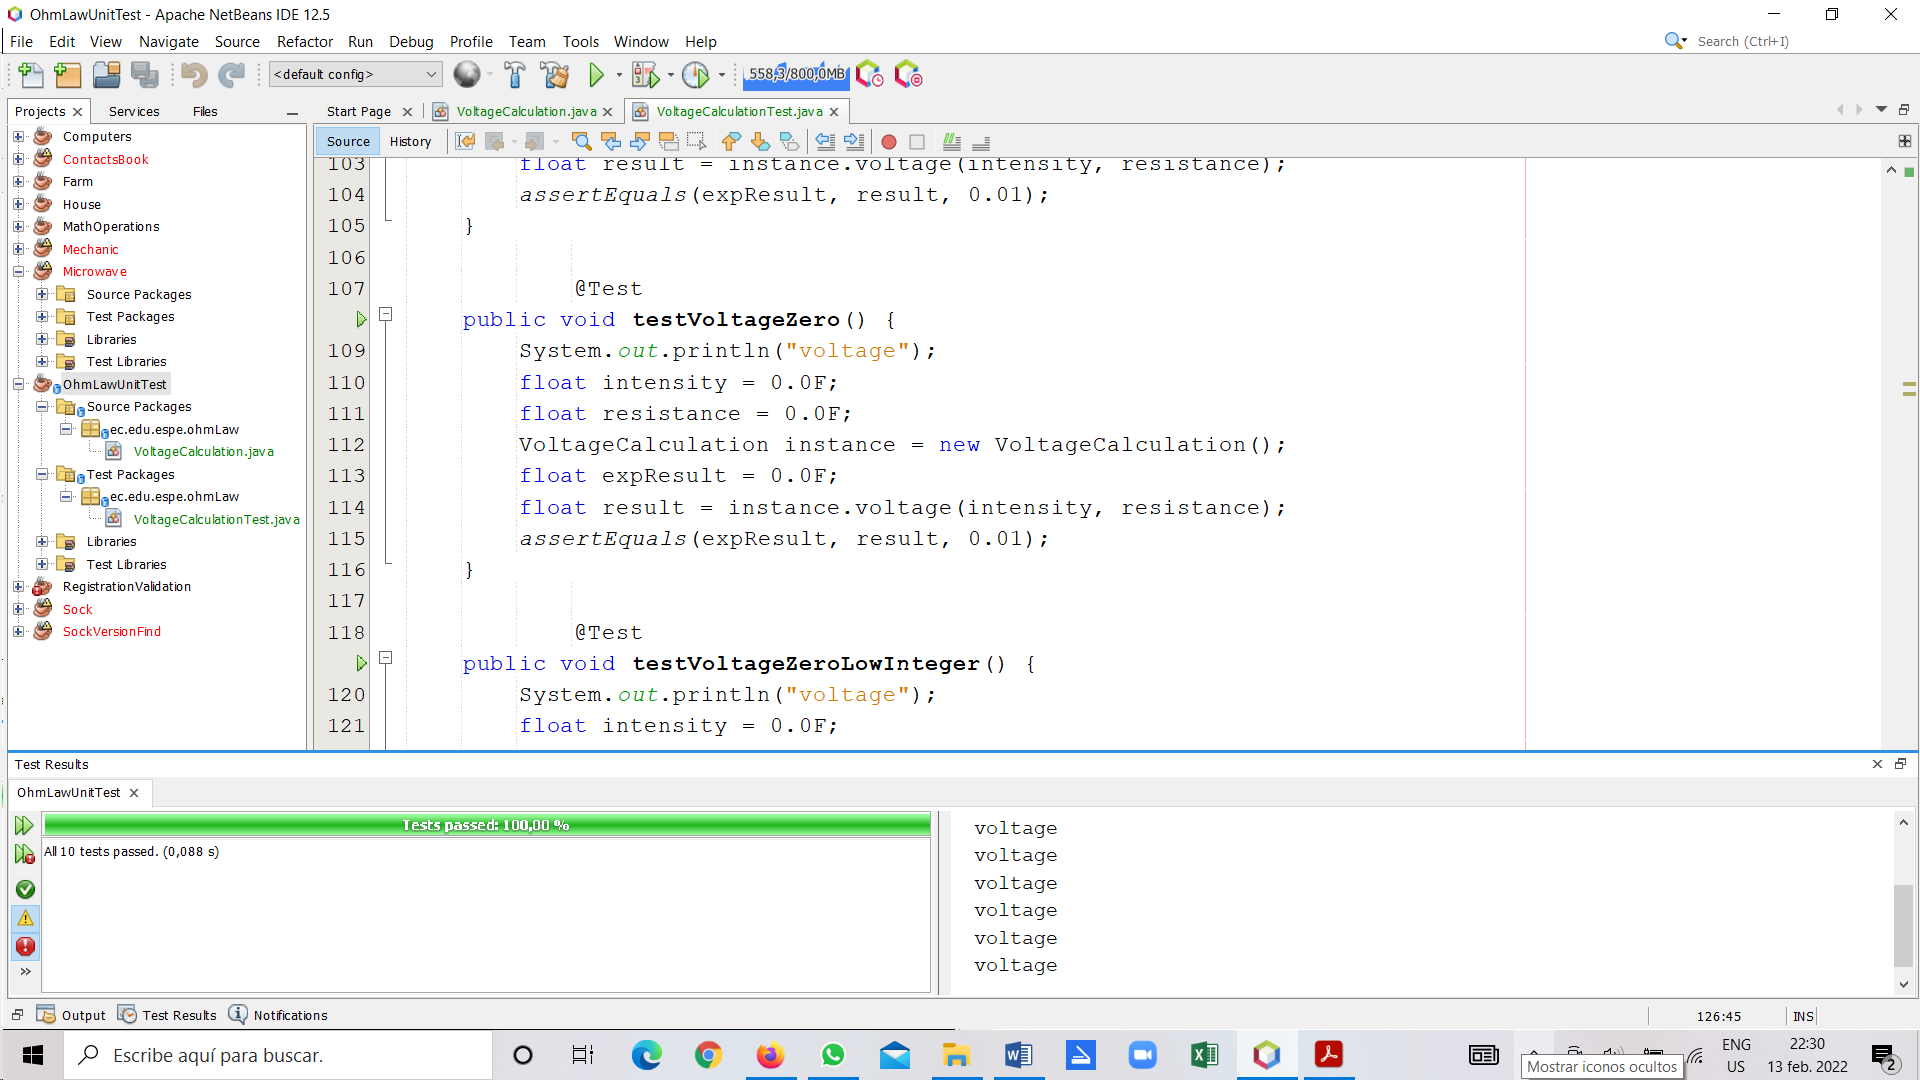 OhmLawUnitTest - Apache NetBeans IDE 12.5
File Edit View Navigate Source Refactor Run Debug Profile Team Tools Window Help
Search (Ctrl+I)
<default config>
558,3/800,0MB
Projects Services Files
Start Page VoltageCalculation.java VoltageCalculationTest.java
Source History
Computers
ContactsBook
Farm
House
MathOperations
Mechanic
Microwave
Source Packages
Test Packages
Libraries
Test Libraries
OhmLawUnitTest
Source Packages
ec.edu.espe.ohmLaw
VoltageCalculation.java
Test Packages
ec.edu.espe.ohmLaw
VoltageCalculationTest.java
Libraries
Test Libraries
RegistrationValidation
Sock
SockVersionFind
103 float result = instance.voltage(intensity, resistance);
104 assertEquals(expResult, result, 0.01);
105 }
106
107 @Test
public void testVoltageZero() {
109 System.out.println("voltage");
110 float intensity = 0.0F;
111 float resistance = 0.0F;
112 VoltageCalculation instance = new VoltageCalculation();
113 float expResult = 0.0F;
114 float result = instance.voltage(intensity, resistance);
115 assertEquals(expResult, result, 0.01);
116 }
117
118 @Test
public void testVoltageZeroLowInteger() {
120 System.out.println("voltage");
121 float intensity = 0.0F;
Test Results
OhmLawUnitTest
Tests passed: 100,00 %
All 10 tests passed. (0,088 s)
voltage
voltage
voltage
voltage
voltage
voltage
Output Test Results Notifications
126:45 INS
Escribe aquí para buscar.
Mostrar iconos ocultos
ENG
US
22:30
13 feb. 2022
2